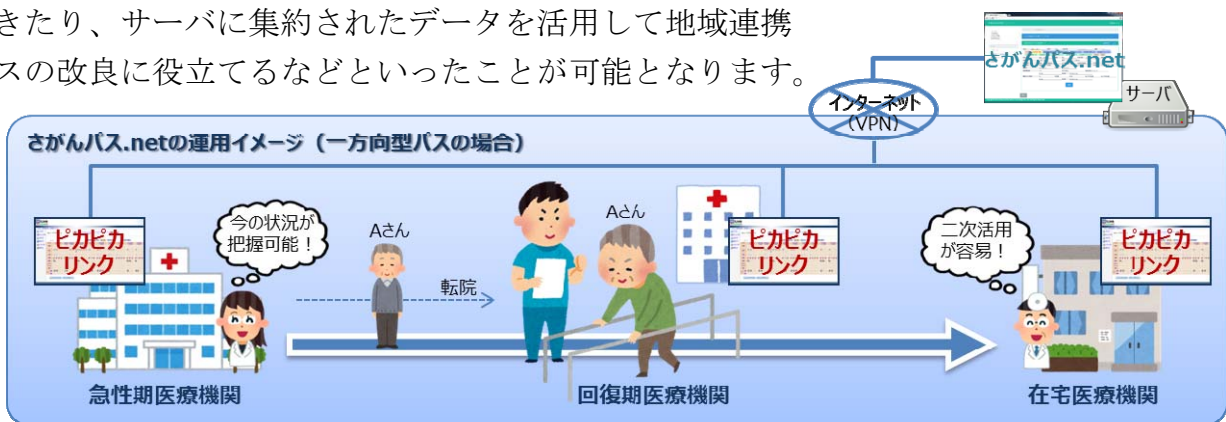 きたり、サーバに集約されたデータを活用して地域連携
スの改良に役立てるなどといったことが可能となります。
さがんパス.net
サーバ
インターネット
(VPN)
さがんパス.netの運用イメージ(一方向型パスの場合)
ピカピカ
リンク
今の状況が
把握可能!
Aさん
転院
Aさん
ピカピカ
リンク
二次活用
が容易!
ピカピカ
リンク
急性期医療機関
回復期医療機関
在宅医療機関